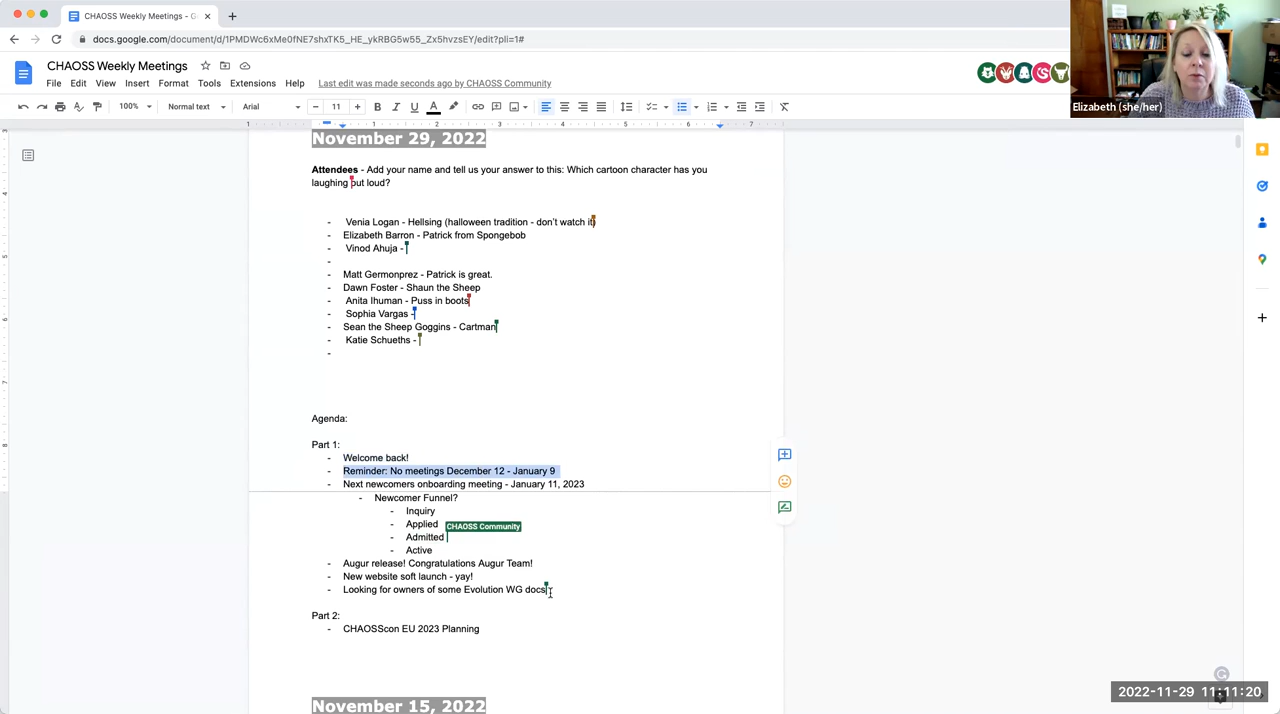 CHAOSS Weekly Meetings - G
docs.google.com/document/d/1PMDWc6xMe0fNE7shxTK5_HE_ykRBG5w55_Zx5hvzsEY/edit?pli=1#
CHAOSS Weekly Meetings
File Edit View Insert Format Tools Extensions Help Last edit was made seconds ago by CHAOSS Community
100% Normal text Arial 11
Elizabeth (she/her)
November 29, 2022
Attendees - Add your name and tell us your answer to this: Which cartoon character has you
laughing out loud?
- Venia Logan - Hellsing (halloween tradition - don't watch it)
- Elizabeth Barron - Patrick from Spongebob
- Vinod Ahuja -
-
- Matt Germonprez - Patrick is great.
- Dawn Foster - Shaun the Sheep
- Anita Ihuman - Puss in boots
- Sophia Vargas -
- Sean the Sheep Goggins - Cartman
- Katie Schueths -
-
Agenda:
Part 1:
- Welcome back!
- Reminder: No meetings December 12 - January 9
- Next newcomers onboarding meeting - January 11, 2023
- Newcomer Funnel?
- Inquiry
- Applied
CHAOSS Community
- Admitted
- Active
- Augur release! Congratulations Augur Team!
- New website soft launch - yay!
- Looking for owners of some Evolution WG docs
Part 2:
- CHAOSScon EU 2023 Planning
November 15, 2022
2022-11-29 11:11:20